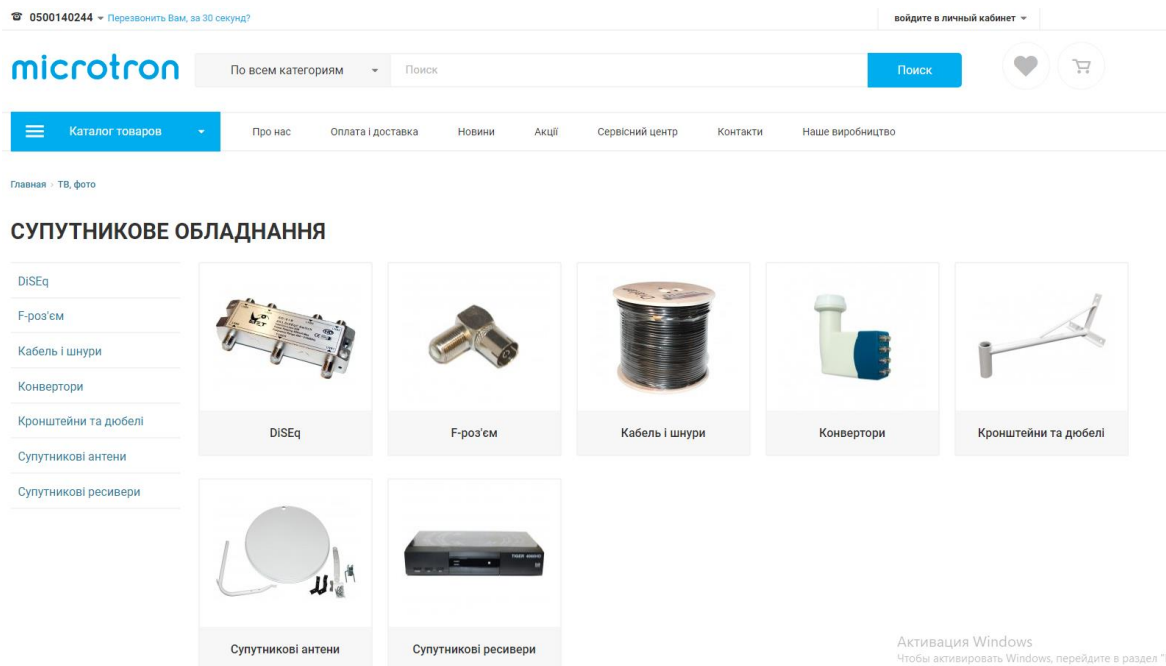 0500140244 Перезвонить Вам, за 30 секунд?
войдите в личный кабинет
microtron
По всем категориям
Поиск
Поиск
Каталог товаров
Про нас
Оплата і доставка
Новини
Акції
Сервісний центр
Контакти
Наше виробництво
Главная › ТВ, фото
СУПУТНИКОВЕ ОБЛАДНАННЯ
DiSEq
F-роз'єм
Кабель і шнури
Конвертори
Кронштейни та дюбелі
Супутникові антени
Супутникові ресивери
DiSEq
F-роз'єм
Кабель і шнури
Конвертори
Кронштейни та дюбелі
Супутникові антени
Супутникові ресивери
Активация Windows
Чтобы активировать Windows, перейдите в раздел "